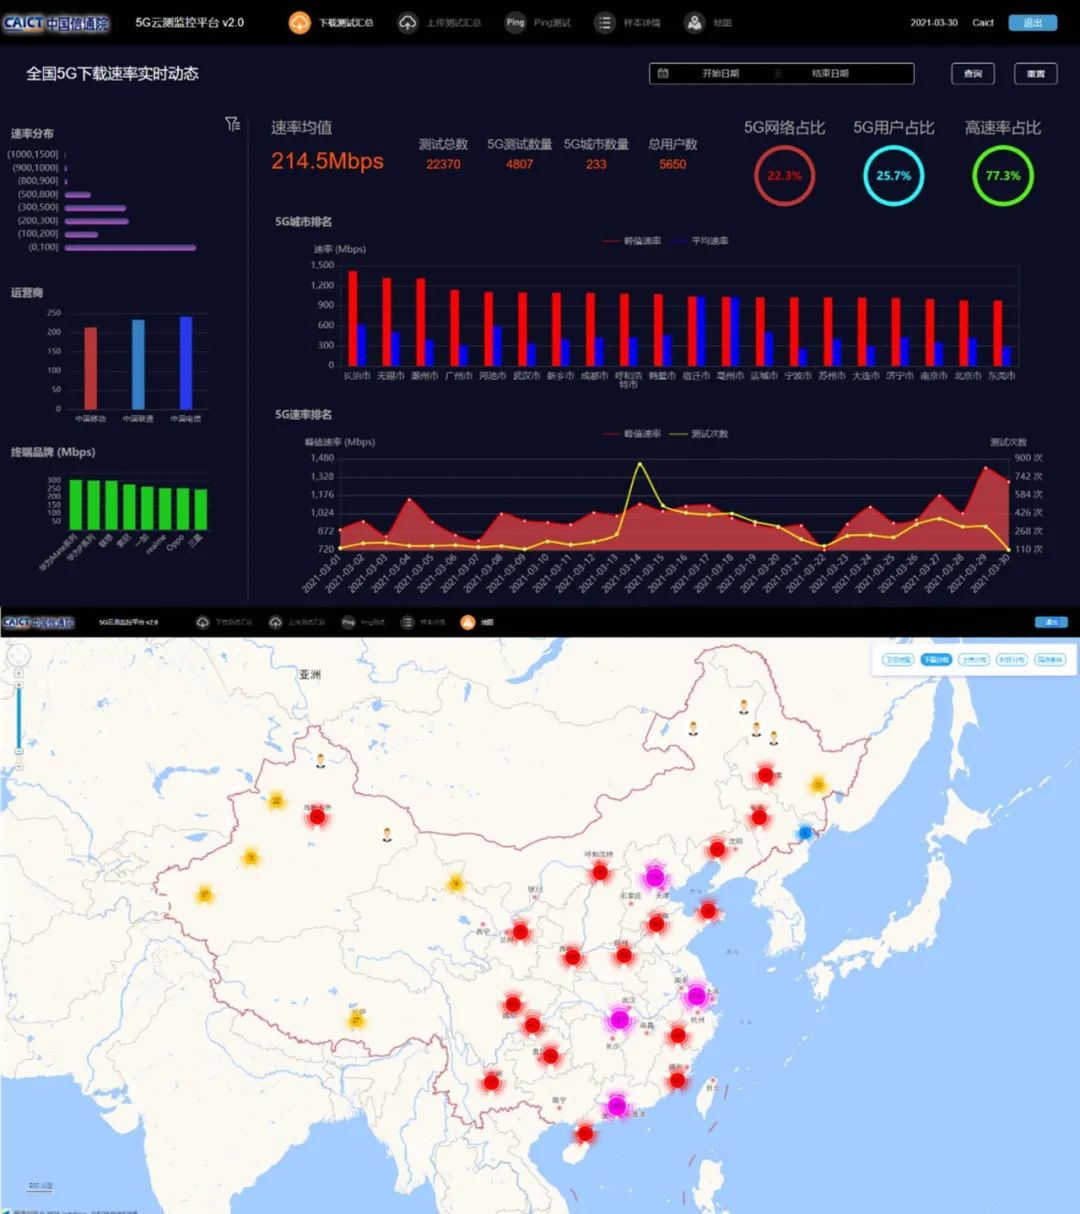 CAICT 中国信通院
5G云测监控平台 v2.0
下载测试汇总
上传测试汇总
Ping
Ping测试
样本详情
地图
2021-03-30
Caict
退出
全国5G下载速率实时动态
开始日期
结束日期
查询
重置
速率分布
(1000,1500]
(900,1000]
(800,900]
(500,800]
(300,500]
(200,300]
(100,200]
(0,100]
运营商
250
200
150
100
50
0
中国移动
中国联通
中国电信
终端品牌 (Mbps)
300
250
200
150
100
50
华为Mate系列
华为P系列
联想
一加
realme
Oppo
三星
速率均值
214.5Mbps
测试总数
22370
5G测试数量
4807
5G城市数量
233
总用户数
5650
5G网络占比
22.3%
5G用户占比
25.7%
高速率占比
77.3%
5G城市排名
峰值速率
平均速率
速率 (Mbps)
1,500
1,200
900
600
300
0
长治市
无锡市
潮州市
广州市
河池市
武汉市
新乡市
成都市
呼和浩特市
鹤壁市
宿迁市
亳州市
运城市
宁波市
苏州市
大连市
济宁市
南京市
北京市
东莞市
5G速率排名
峰值速率
测试次数
峰值速率 (Mbps)
测试次数
1,480
1,328
1,176
1,024
872
720
900 次
742 次
584 次
426 次
268 次
110 次
2021-03-01
2021-03-02
2021-03-03
2021-03-04
2021-03-05
2021-03-06
2021-03-07
2021-03-08
2021-03-09
2021-03-10
2021-03-11
2021-03-12
2021-03-13
2021-03-14
2021-03-15
2021-03-16
2021-03-17
2021-03-18
2021-03-19
2021-03-20
2021-03-21
2021-03-22
2021-03-23
2021-03-24
2021-03-25
2021-03-26
2021-03-27
2021-03-28
2021-03-29
2021-03-30
CAICT 中国信通院
5G云测监控平台 v2.0
下载测试汇总
上传测试汇总
Ping
Ping测试
样本详情
地图
退出
下载分布
上传分布
亚洲
呼和浩特
沈阳
银川
石家庄
天津
西宁
兰州
南京
上海
武汉
杭州
南昌
长沙
南宁
香港
台北
200 公里